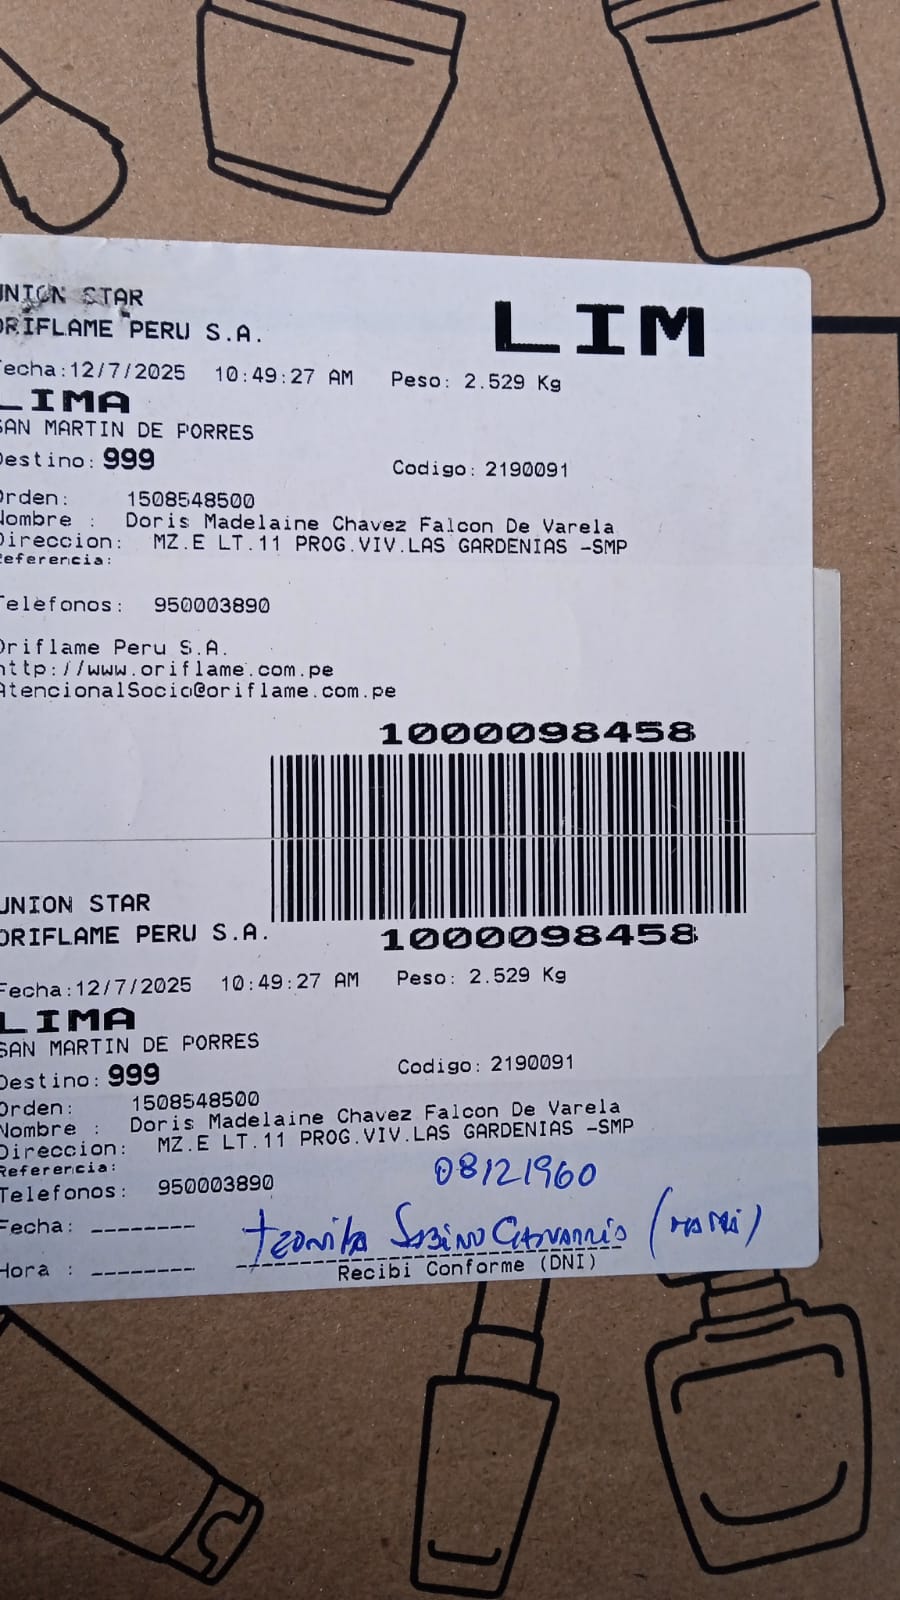 UNION STAR
ORIFLAME PERU S.A.
LIM
Fecha:12/7/2025 10:49:27 AM Peso: 2.529 Kg
LIMA
SAN MARTIN DE PORRES
Destino: 999 Codigo: 2190091
Orden: 1508548500
Nombre : Doris Madelaine Chavez Falcon De Varela
Direccion: MZ.E LT.11 PROG.VIV.LAS GARDENIAS -SMP
Referencia:
Telefonos: 950003890
Oriflame Peru S.A.
http://www.oriflame.com.pe
AtencionalSocio@oriflame.com.pe
1000098458
UNION STAR
ORIFLAME PERU S.A.
1000098458
Fecha:12/7/2025 10:49:27 AM Peso: 2.529 Kg
LIMA
SAN MARTIN DE PORRES
Destino: 999 Codigo: 2190091
Orden: 1508548500
Nombre : Doris Madelaine Chavez Falcon De Varela
Direccion: MZ.E LT.11 PROG.VIV.LAS GARDENIAS -SMP
Referencia:
08121960
Telefonos: 950003890
Fecha: --------
Sabino (mami)
Hora : --------
Recibi Conforme (DNI)